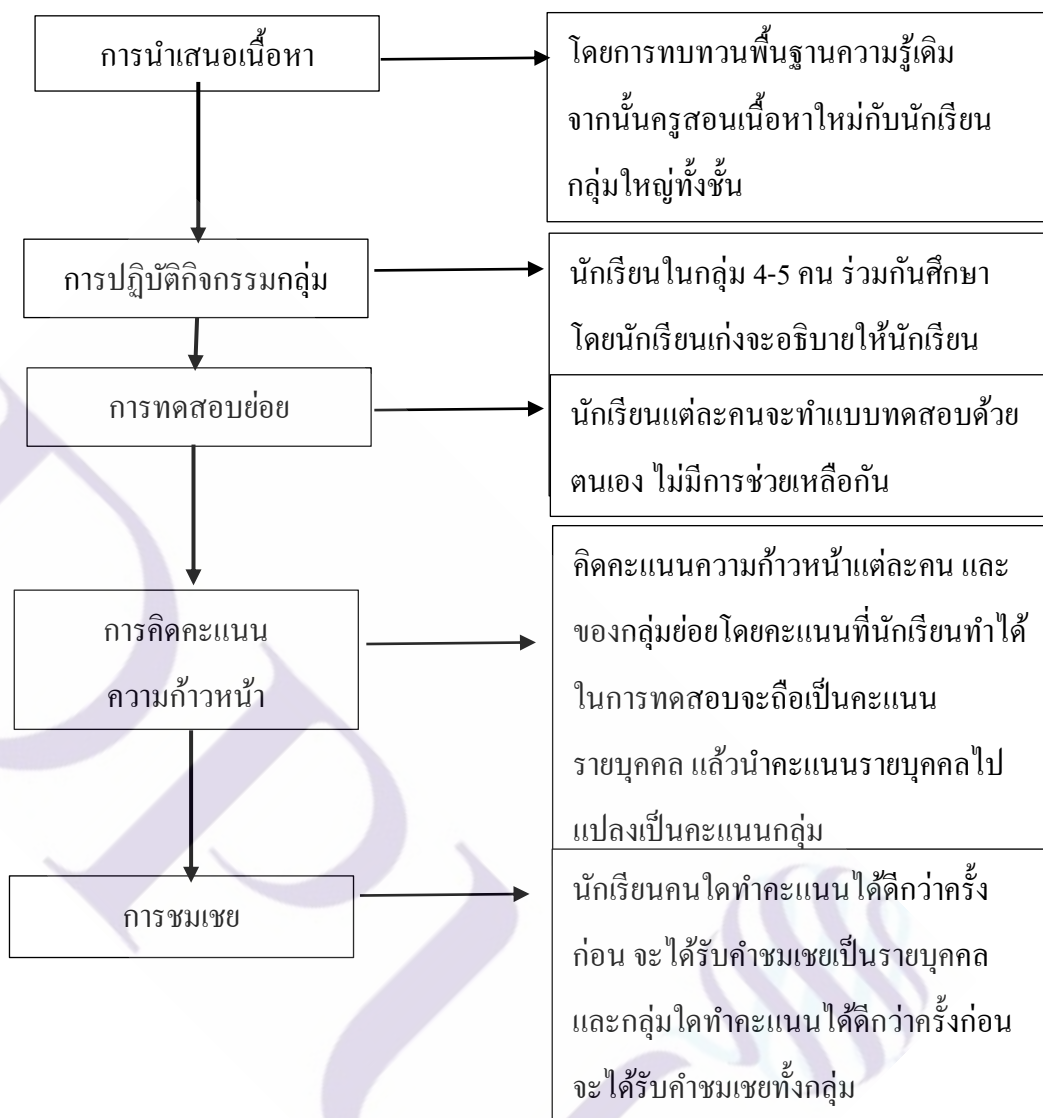 การนำเสนอเนื้อหา
โดยการทบทวนพื้นฐานความรู้เดิม
จากนั้นครูสอนเนื้อหาใหม่กับนักเรียน
กลุ่มใหญ่ทั้งชั้น
การปฏิบัติกิจกรรมกลุ่ม
นักเรียนในกลุ่ม 4-5 คน ร่วมกันศึกษา
โดยนักเรียนเก่งจะอธิบายให้นักเรียน
การทดสอบย่อย
นักเรียนแต่ละคนจะทำแบบทดสอบด้วย
ตนเอง ไม่มีการช่วยเหลือกัน
การคิดคะแนน
ความก้าวหน้า
คิดคะแนนความก้าวหน้าแต่ละคน และ
ของกลุ่มย่อยโดยคะแนนที่นักเรียนทำได้
ในการทดสอบจะถือเป็นคะแนน
รายบุคคล แล้วนำคะแนนรายบุคคลไป
แปลงเป็นคะแนนกลุ่ม
การชมเชย
นักเรียนคนใดทำคะแนนได้ดีกว่าครั้ง
ก่อน จะได้รับคำชมเชยเป็นรายบุคคล
และกลุ่มใดทำคะแนนได้ดีกว่าครั้งก่อน
จะได้รับคำชมเชยทั้งกลุ่ม